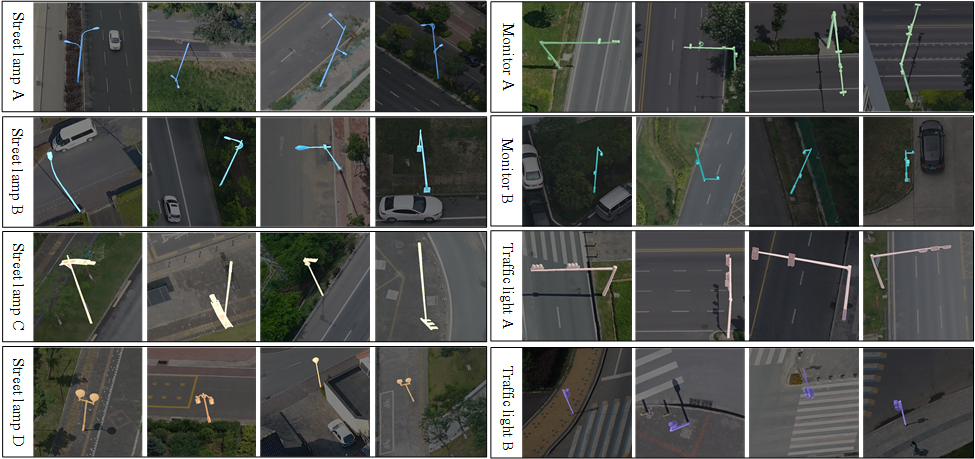 Street lamp A
Monitor A
Street lamp B
Monitor B
Street lamp C
Traffic light A
Street lamp D
Traffic light B